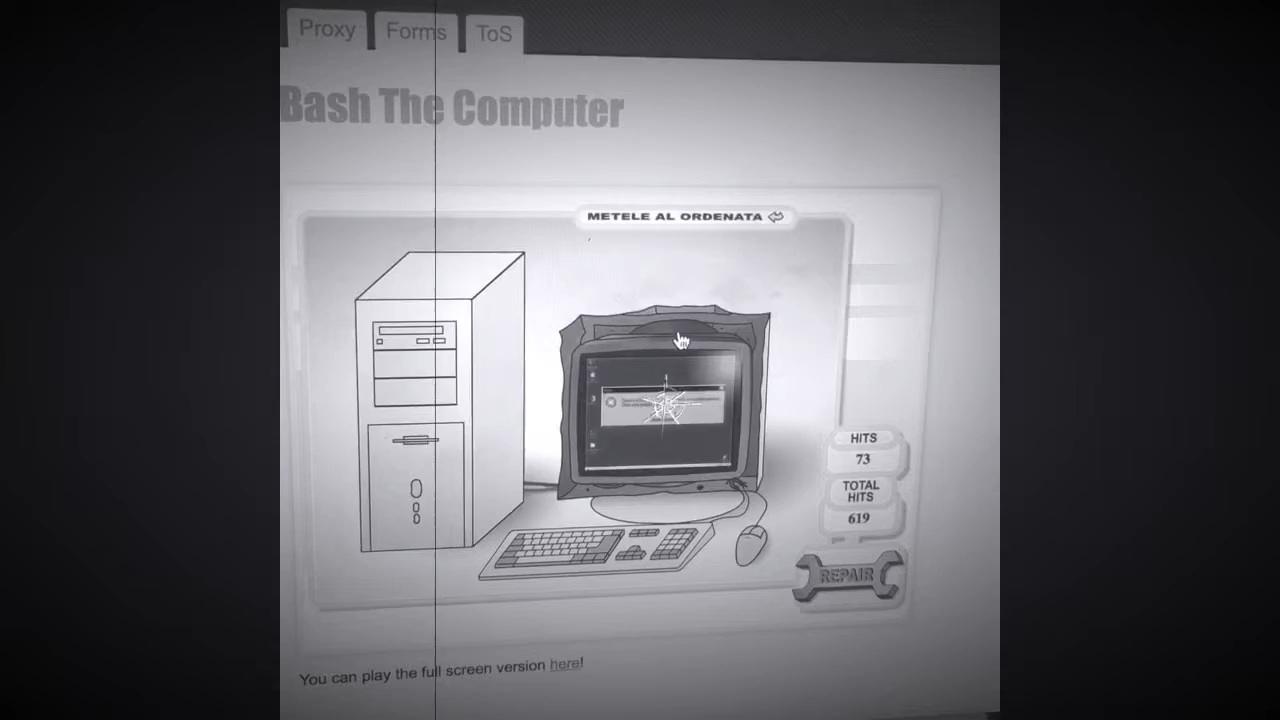 Proxy
Forms
ToS
Bash The Computer
METELE AL ORDENATA
HITS
73
TOTAL
HITS
619
REPAIR
You can play the full screen version here!